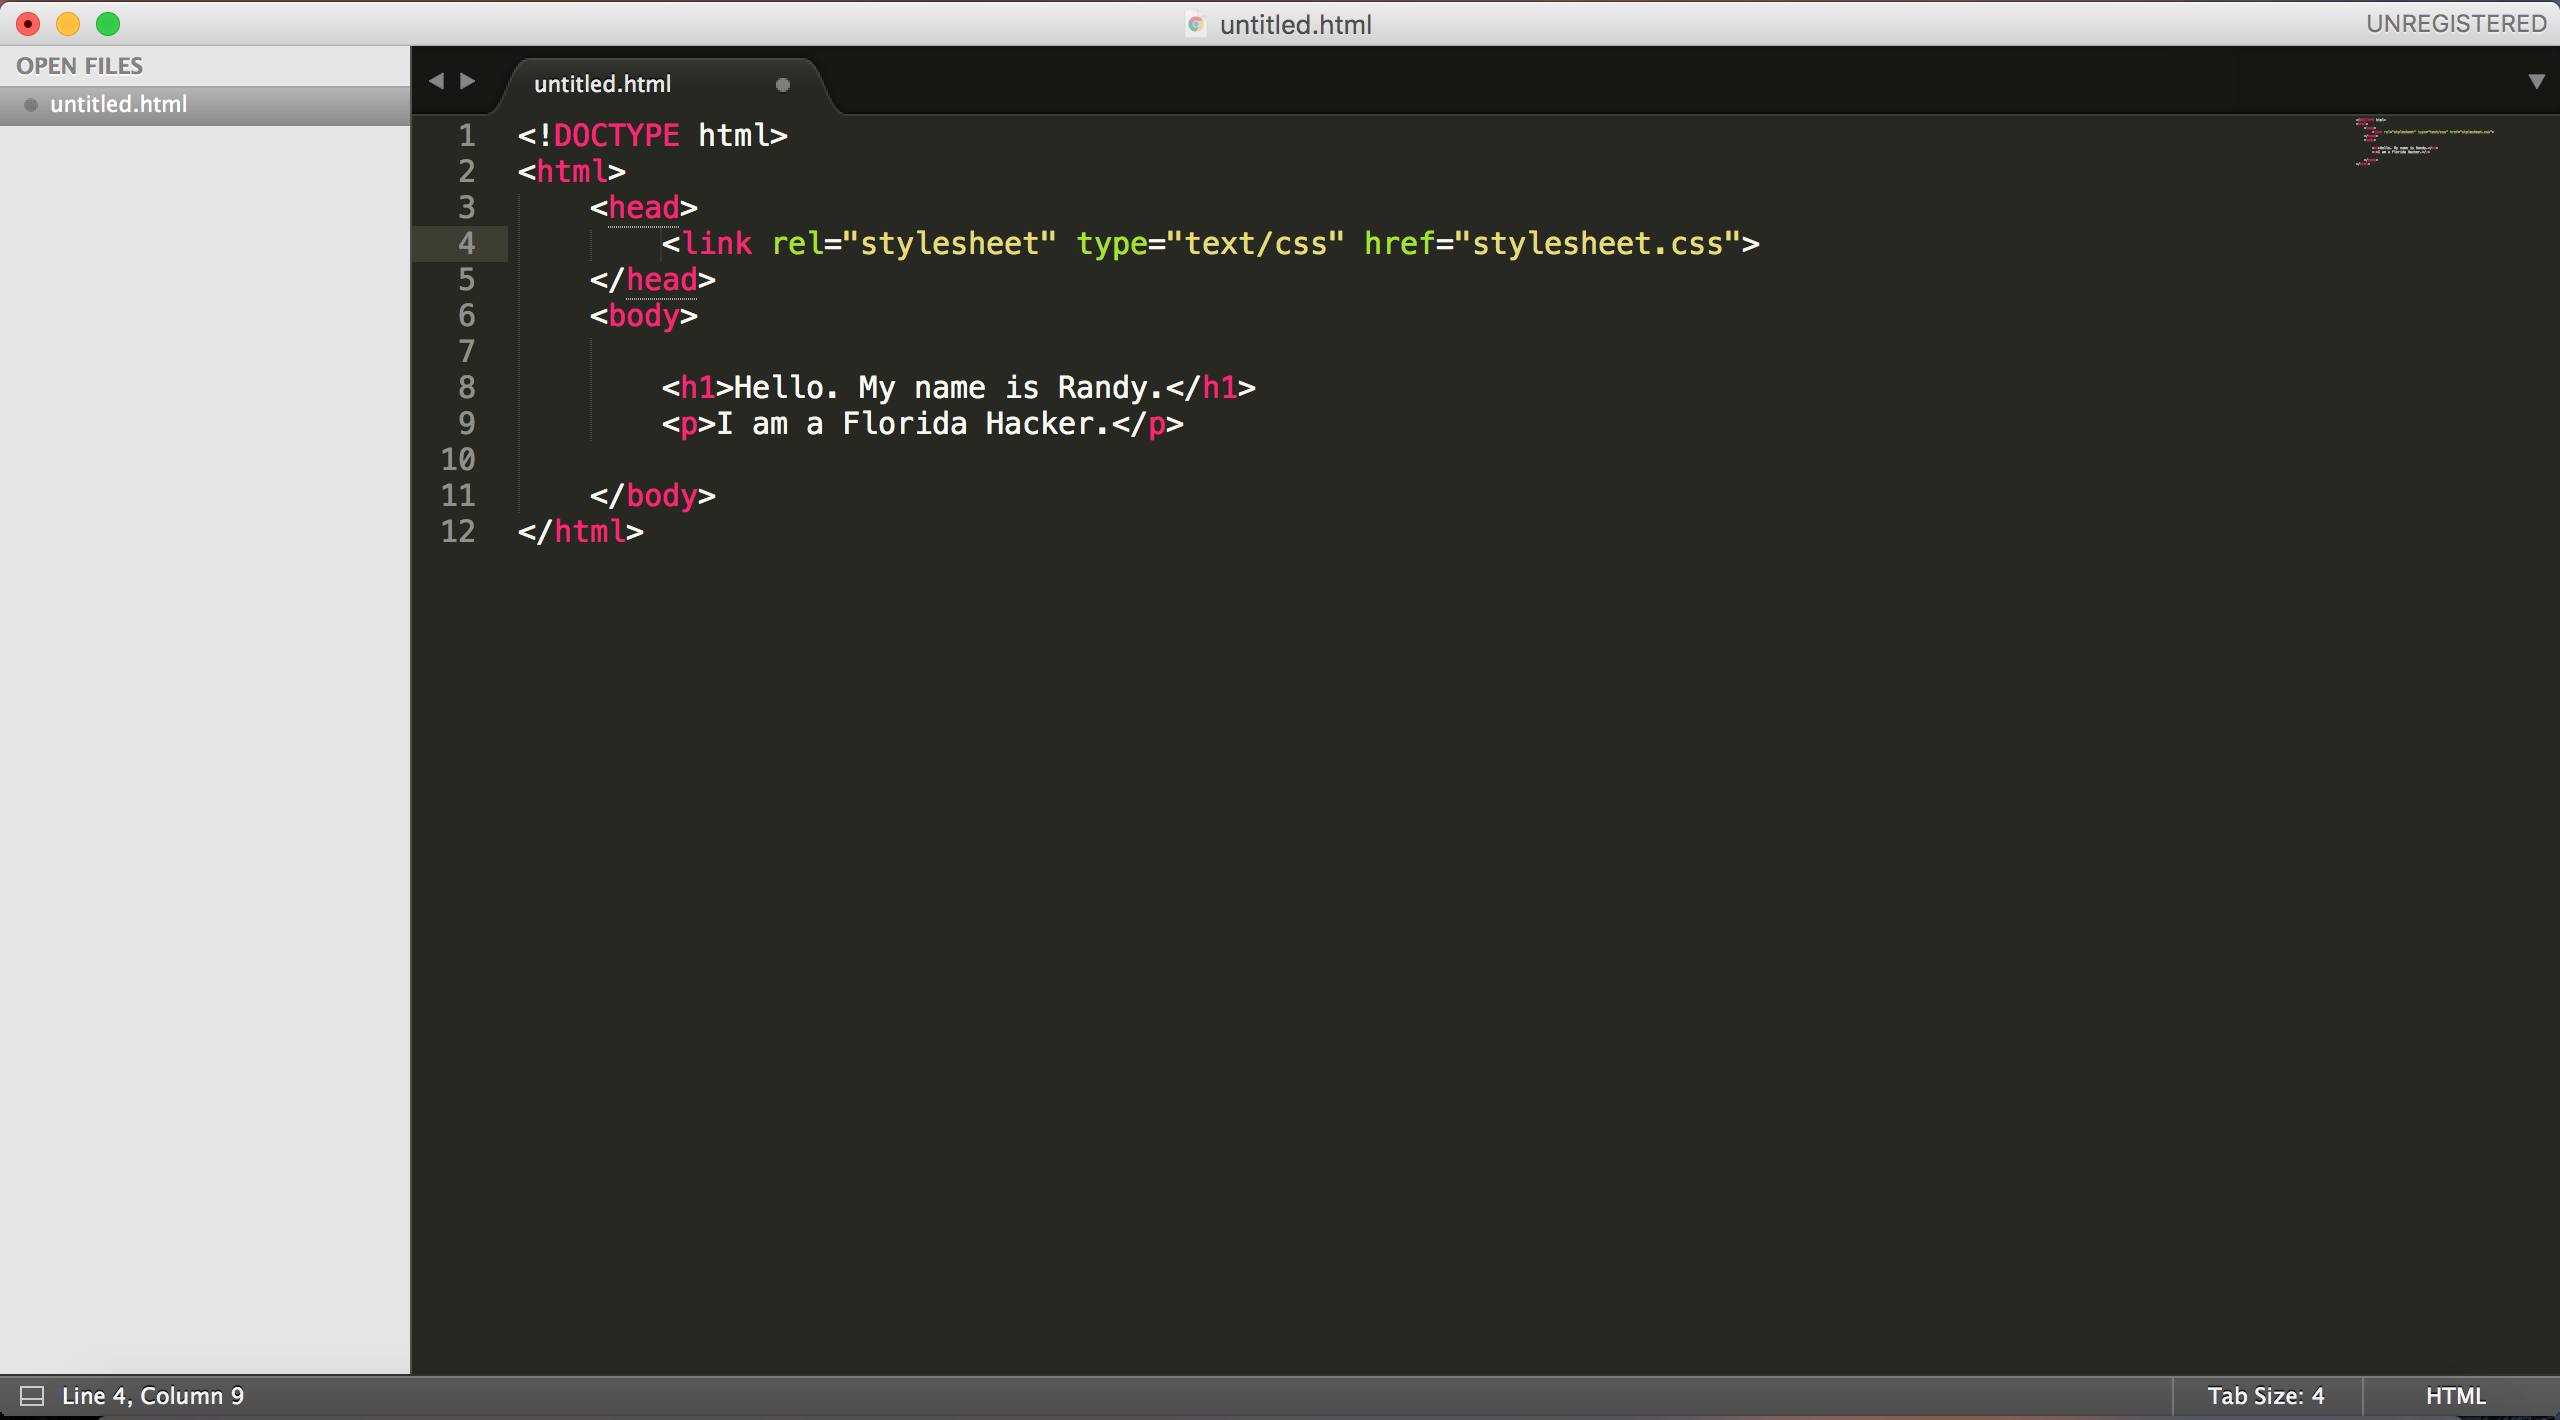 untitled.html
UNREGISTERED
OPEN FILES
untitled.html
untitled.html
1 <!DOCTYPE html>
2 <html>
3 <head>
4 <link rel="stylesheet" type="text/css" href="stylesheet.css">
5 </head>
6 <body>
7
8 <h1>Hello. My name is Randy.</h1>
9 <p>I am a Florida Hacker.</p>
10
11 </body>
12 </html>
Line 4, Column 9
Tab Size: 4
HTML